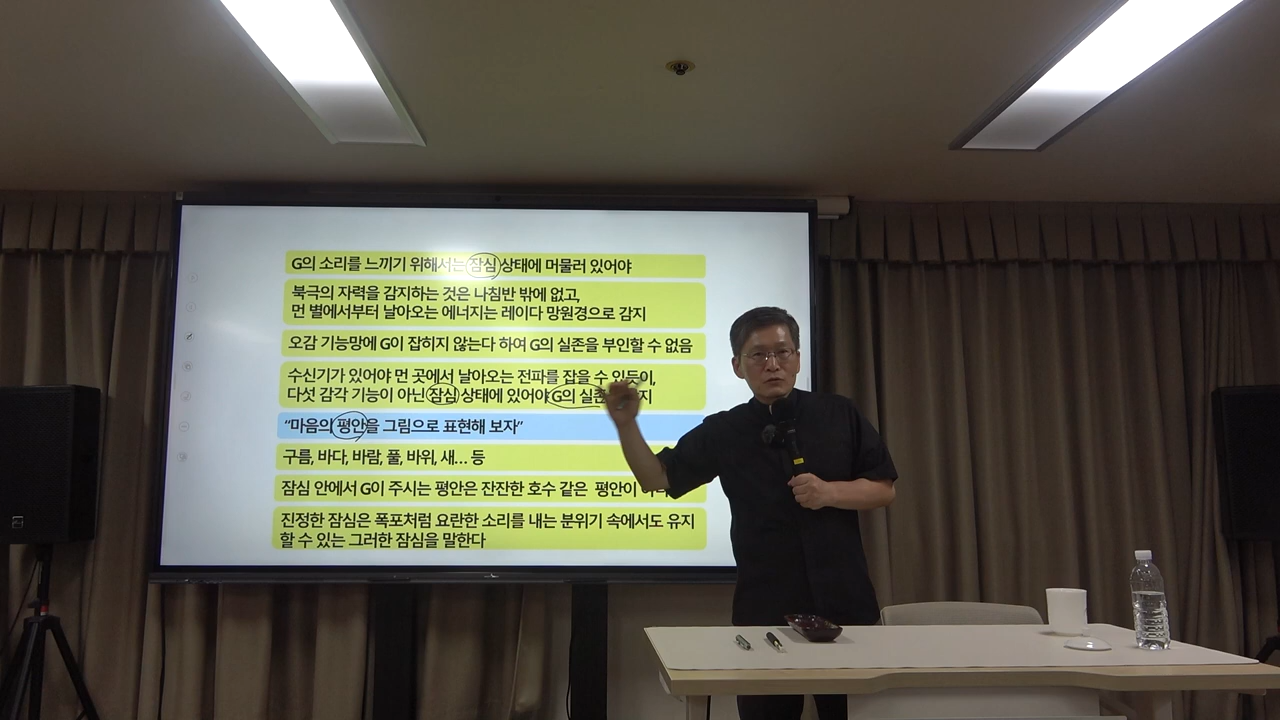 G의 소리를 느끼기 위해서는 잠심 상태에 머물러 있어야
북극의 자력을 감지하는 것은 나침반 밖에 없고,
먼 별에서부터 날아오는 에너지는 레이다 망원경으로 감지
오감 기능망에 G이 잡히지 않는다 하여 G의 실존을 부인할 수 없음
수신기가 있어야 먼 곳에서 날아오는 전파를 잡을 수 있듯이,
다섯 감각 기능이 아닌 잠심 상태에 있어야 G의 실존 지
“마음의 평안을 그림으로 표현해 보자”
구름, 바다, 바람, 풀, 바위, 새… 등
잠심 안에서 G이 주시는 평안은 잔잔한 호수 같은 평안이
진정한 잠심은 폭포처럼 요란한 소리를 내는 분위기 속에서도 유지
할 수 있는 그러한 잠심을 말한다